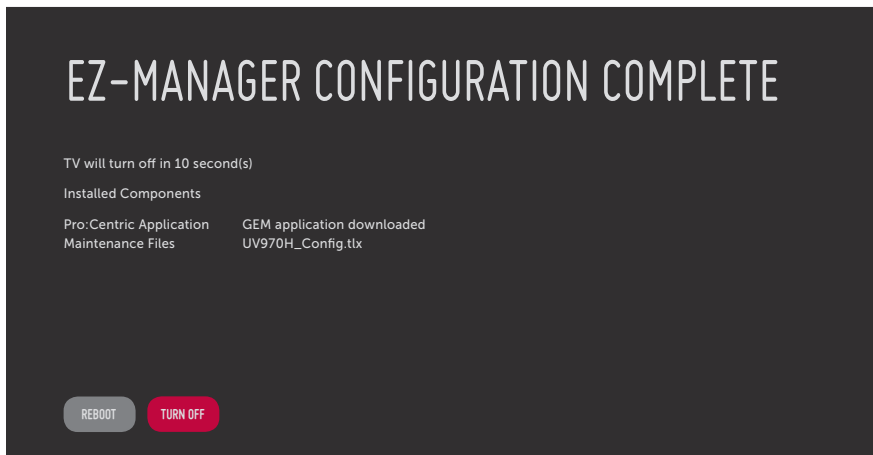 EZ-MANAGER CONFIGURATION COMPLETE
TV will turn off in 10 second(s)
Installed Components
Pro:Centric Application GEM application downloaded
Maintenance Files UV970H_Config.tlx
REBOOT TURN OFF